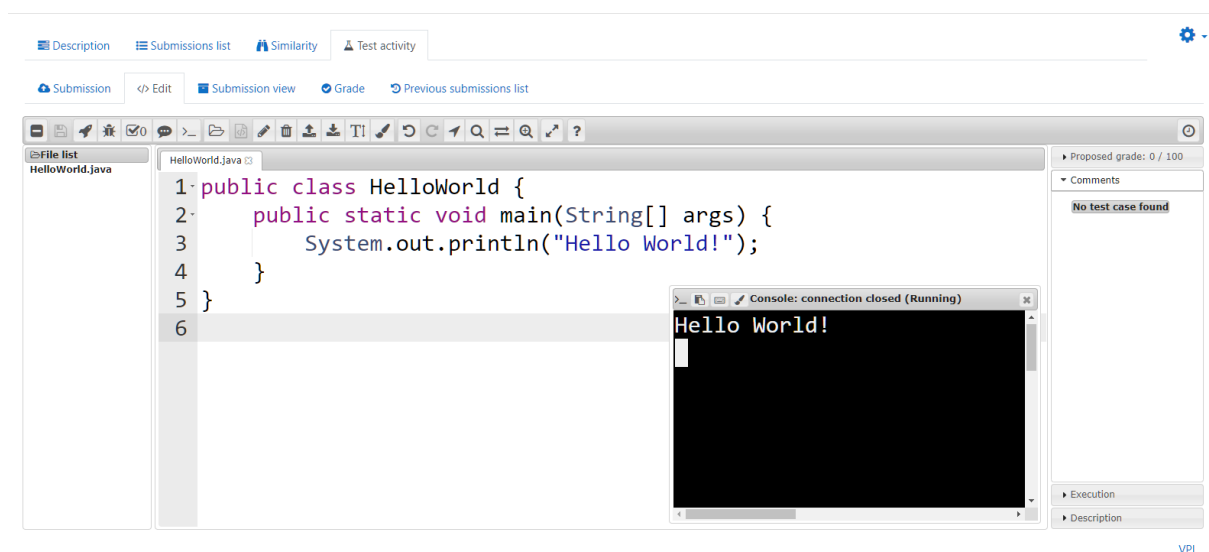 Description Submissions list Similarity Test activity
Submission </> Edit Submission view Grade Previous submissions list
0 >_ TI ?
File list
HelloWorld.java
HelloWorld.java
1 public class HelloWorld {
2 public static void main(String[] args) {
3 System.out.println("Hello World!");
4 }
5 }
6
>_ Console: connection closed (Running)
Hello World!
Proposed grade: 0 / 100
Comments
No test case found
Execution
Description
VPL